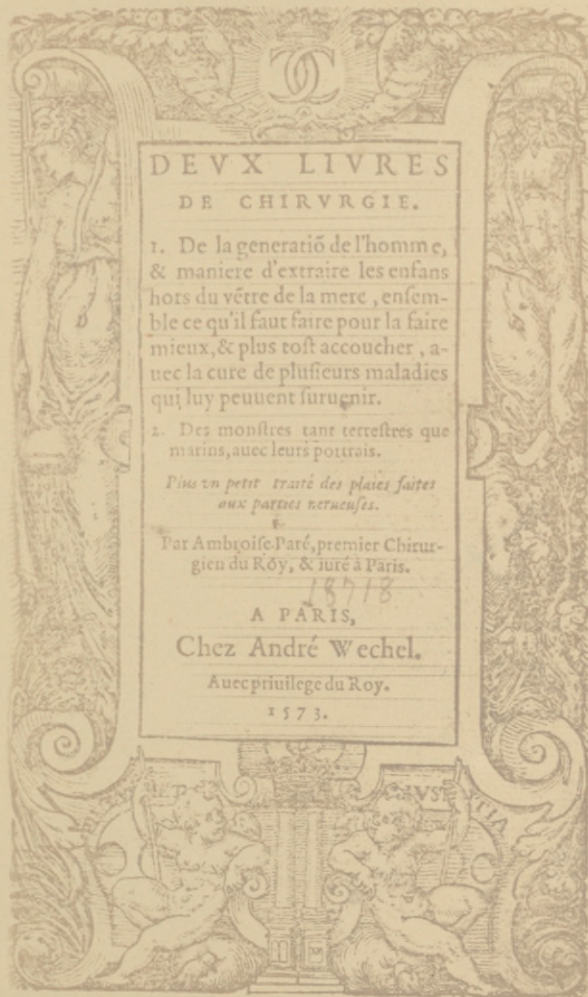 DEVX LIVRES
DE CHIRVRGIE.
1. De la generatiõ de l'homme,
& maniere d'extraire les enfans
hors du vẽtre de la mere, ensem-
ble ce qu'il faut faire pour la faire
mieux, & plus tost accoucher, a-
uec la cure de plusieurs maladies
qui luy peuuent suruenir.
2. Des monstres tant terrestres que
marins, auec leurs portrais.
Plus vn petit traité des plaies faites
aux parties nerueuses.
Par Ambroise Paré, premier Chirur-
gien du Roy, & iuré à Paris.
18718
A PARIS,
Chez André Wechel.
Auec priuilege du Roy.
1573.